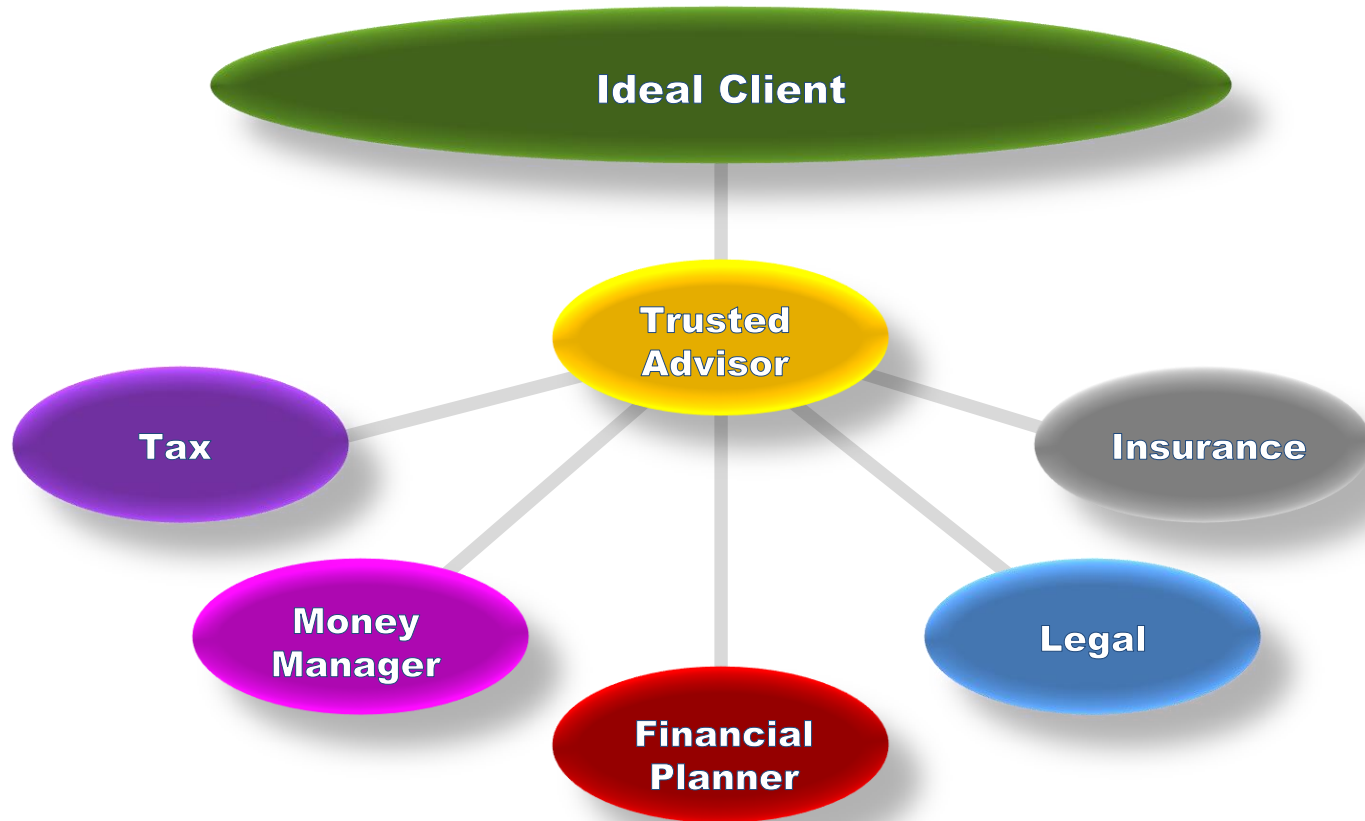 Ideal Client
Trusted
Advisor
Tax
Insurance
Money
Manager
Legal
Financial
Planner